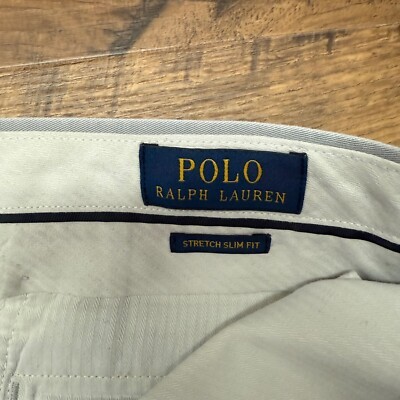 POLO
RALPH LAUREN
STRETCH SLIM FIT